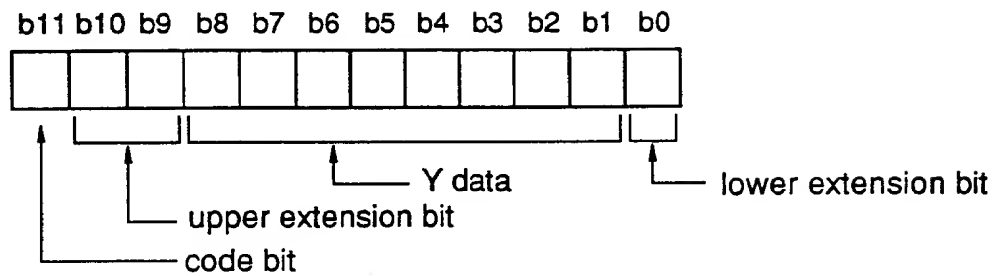 b11 b10 b9 b8 b7 b6 b5 b4 b3 b2 b1 b0
Y data
lower extension bit
upper extension bit
code bit